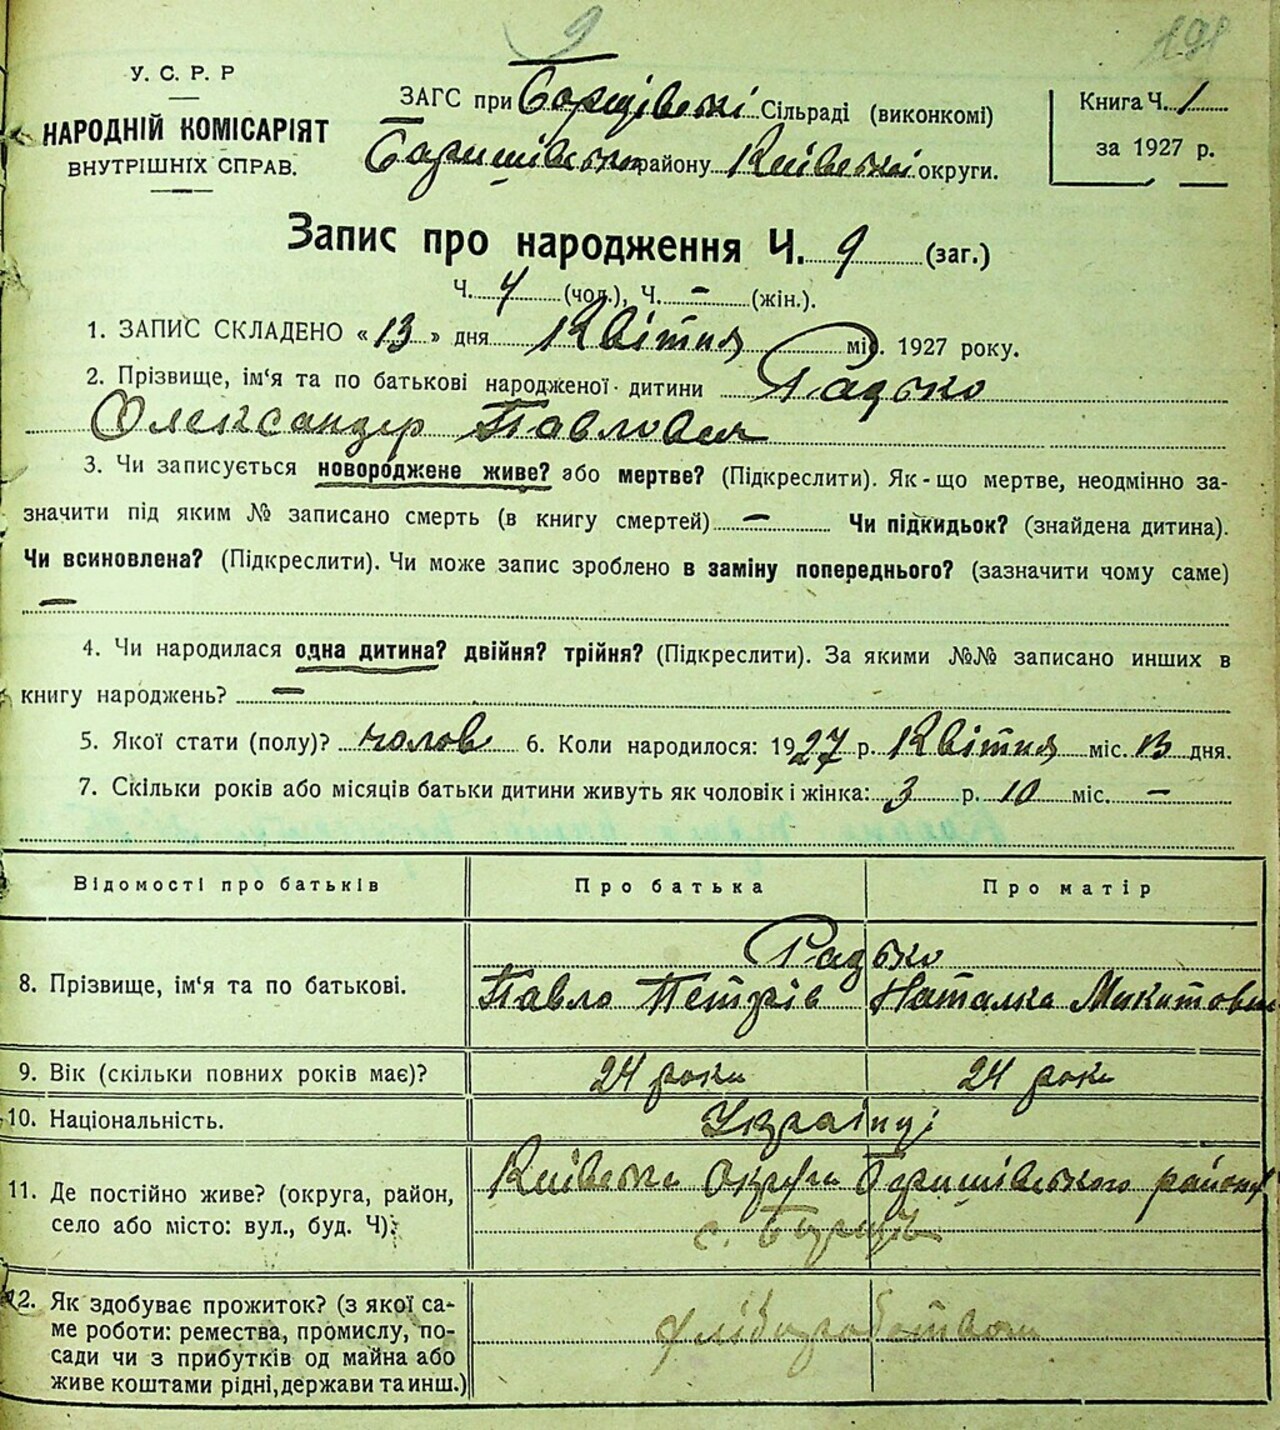 9
191
У. С. Р. Р
НАРОДНІЙ КОМІСАРІЯТ
ВНУТРІШНІХ СПРАВ.
ЗАГС при Борщівські Сільраді (виконкомі)
Баришівськ району Київської округи.
Книга Ч. 1
за 1927 р.
Запис про народження Ч. 9 (заг.)
Ч. 4 (чол.), Ч. – (жін.).
1. ЗАПИС СКЛАДЕНО «13» дня Квітня міс. 1927 року.
2. Прізвище, ім‘я та по батькові народженої дитини Радько
Олександр Павлович
3. Чи записується новороджене живе? або мертве? (Підкреслити). Як-що мертве, неодмінно за-
значити під яким № записано смерть (в книгу смертей) – Чи підкидьок? (знайдена дитина).
Чи всиновлена? (Підкреслити). Чи може запис зроблено в заміну попереднього? (зазначити чому саме)
–
4. Чи народилася одна дитина? двійня? трійня? (Підкреслити). За якими №№ записано инших в
книгу народжень? –
5. Якої стати (полу)? чолов 6. Коли народилося: 1927 р. Квітня міс. 13 дня.
7. Скільки років або місяців батьки дитини живуть як чоловік і жінка: 3 р. 10 міс. –
Відомості про батьків Про батька Про матір
8. Прізвище, ім‘я та по батькові.
Радько
Павло Петрів Наталка Микитовна
9. Вік (скільки повних років має)? 24 роки 24 роки
10. Національність. Українці
11. Де постійно живе? (округа, район,
село або місто: вул., буд. Ч).
Київська округа Баришівського району
с. Борщів
12. Як здобуває прожиток? (з якої са-
ме роботи: ремества, промислу, по-
сади чи з прибутків од майна або
живе коштами рідні, держави та инш.)
хліборобством